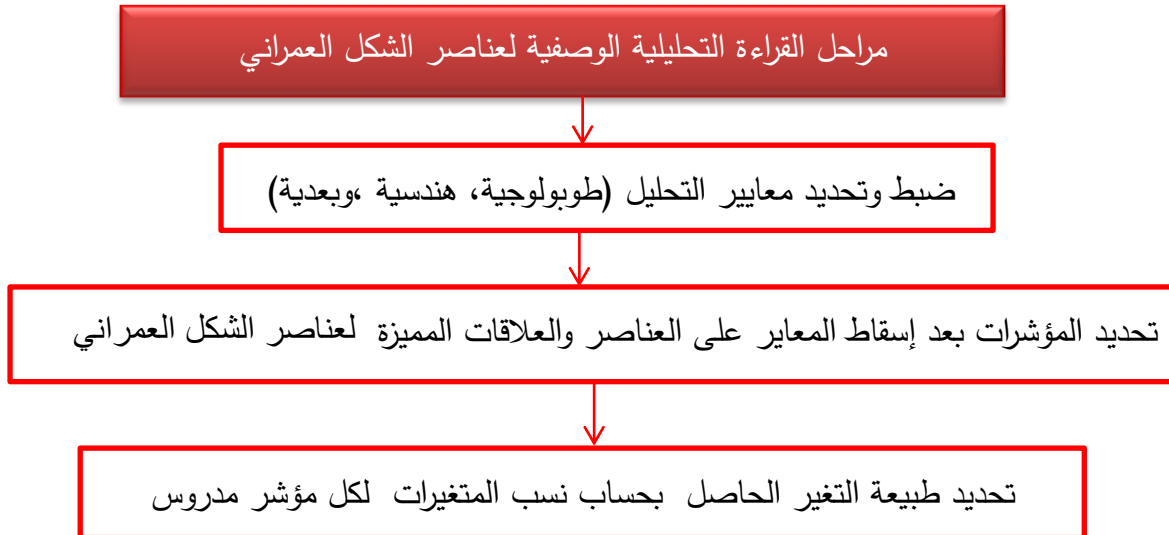 مراحل القراءة التحليلية الوصفية لعناصر الشكل العمراني
ضبط وتحديد معايير التحليل (طوبولوجية، هندسية ،وبعدية)
تحديد المؤشرات بعد إسقاط المعاير على العناصر والعلاقات المميزة لعناصر الشكل العمراني
تحديد طبيعة التغير الحاصل بحساب نسب المتغيرات لكل مؤشر مدروس